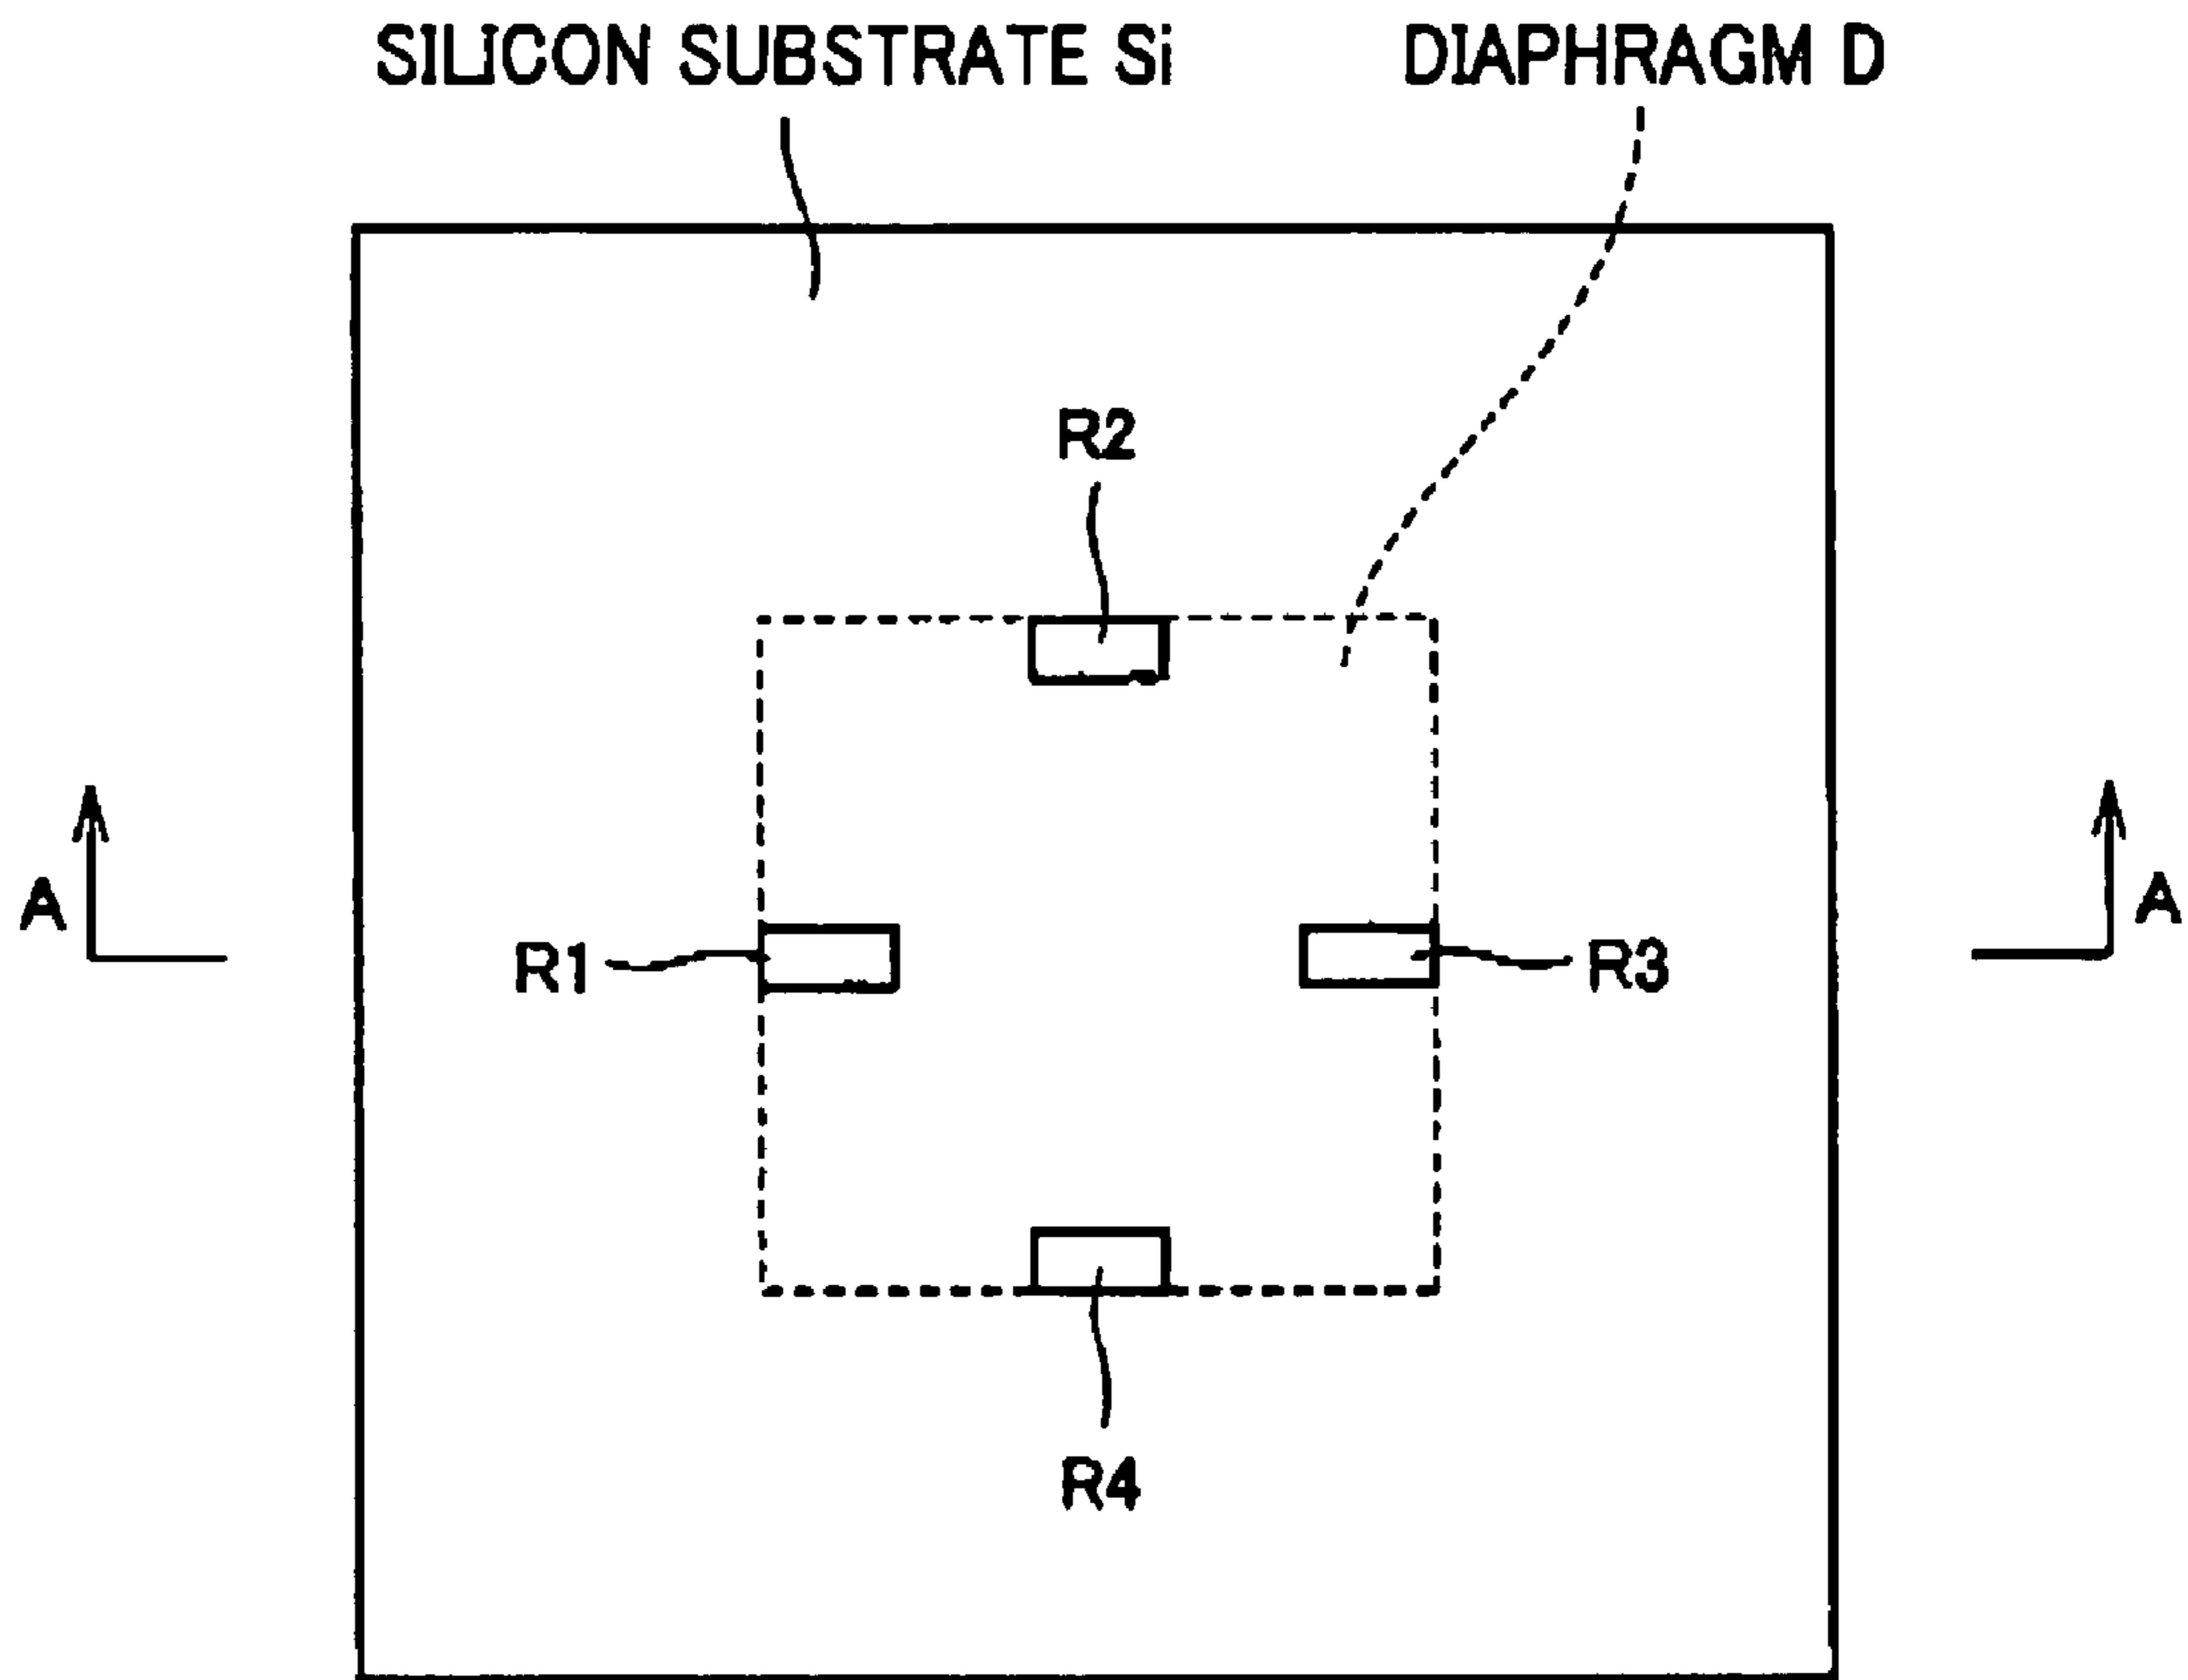 SILICON SUBSTRATE Si DIAPHRAGM D
R2
A A
R1 R3
R4